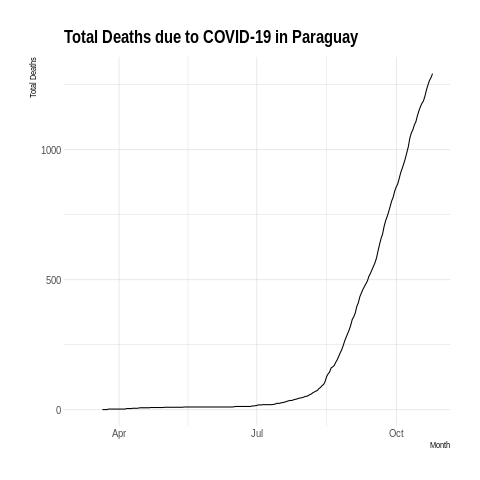 Total Deaths due to COVID-19 in Paraguay
Total Deaths
1000
500
0
Apr Jul Oct
Month